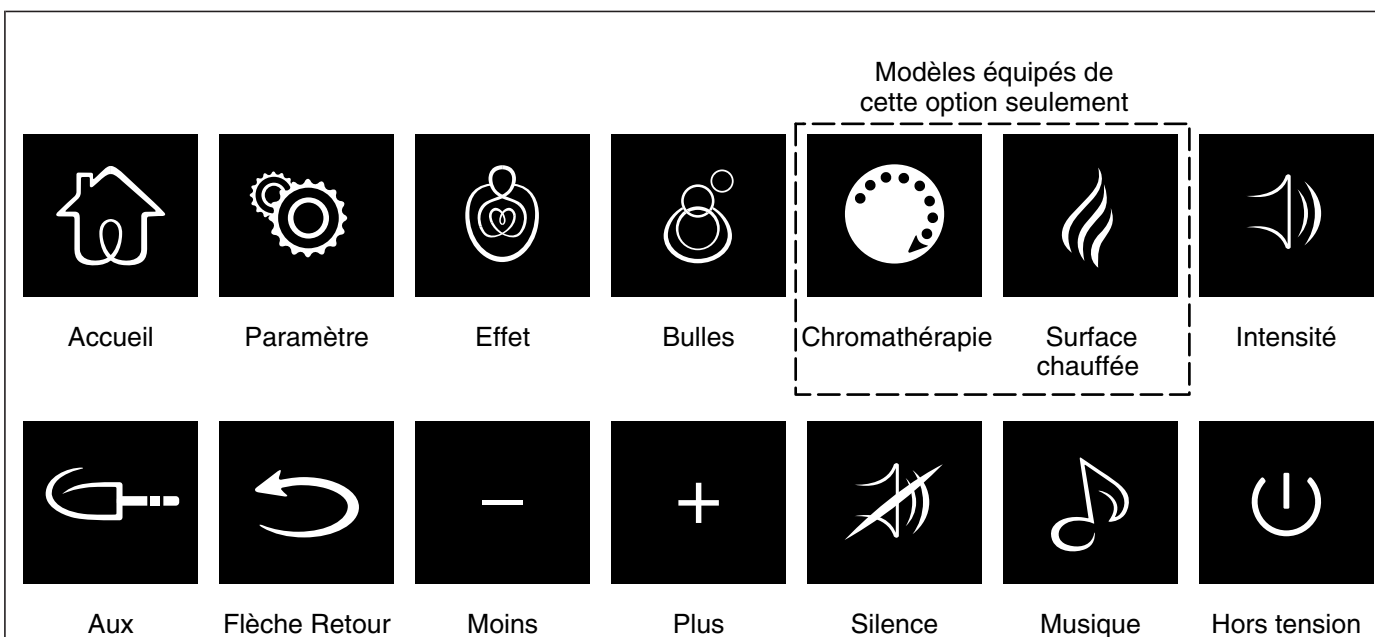 Modèles équipés de
cette option seulement
Accueil
Paramètre
Effet
Bulles
Chromathérapie
Surface
chauffée
Intensité
Aux
Flèche Retour
Moins
Plus
Silence
Musique
Hors tension